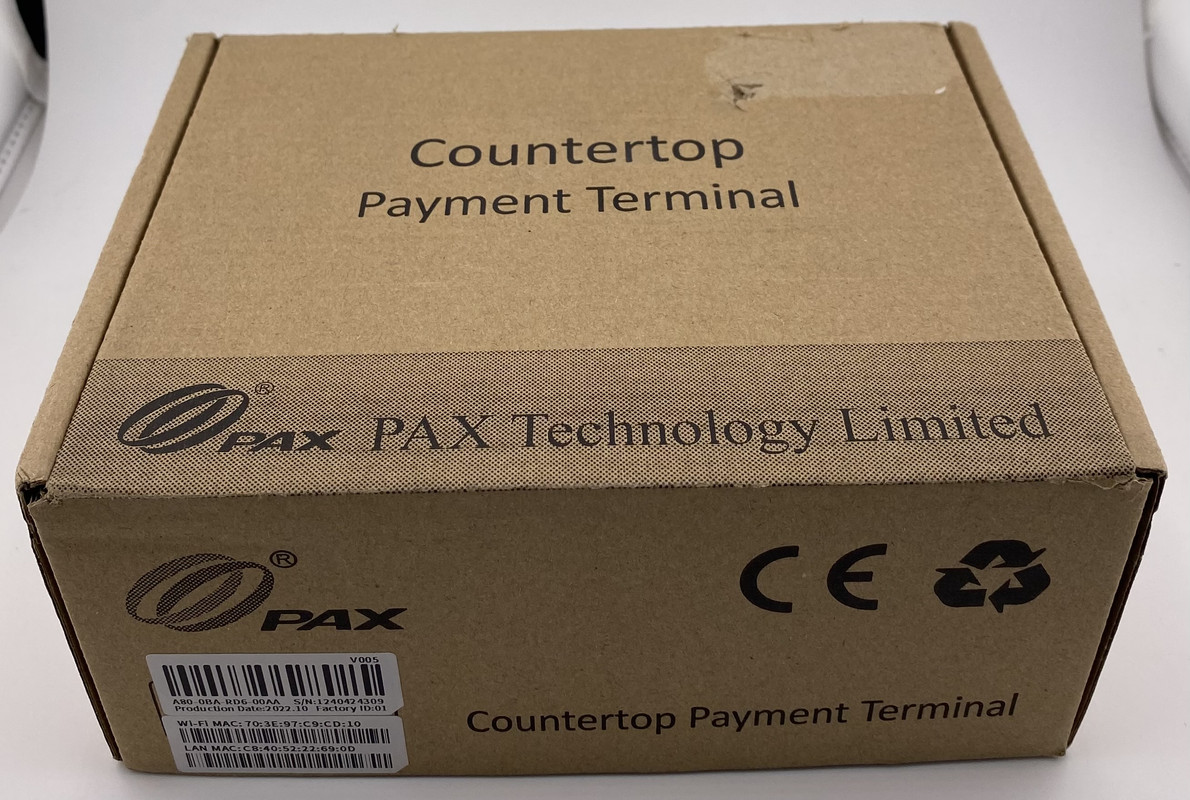 Countertop
Payment Terminal
® PAX PAX Technology Limited
® PAX
CE
V005
A80-0BA-RD6-00AA S/N:1240424309
Production Date:2022.10 Factory ID:01
Wi-Fi MAC: 70:3E:97:C9:CD:10
LAN MAC: C8:40:52:22:69:0D
Countertop Payment Terminal